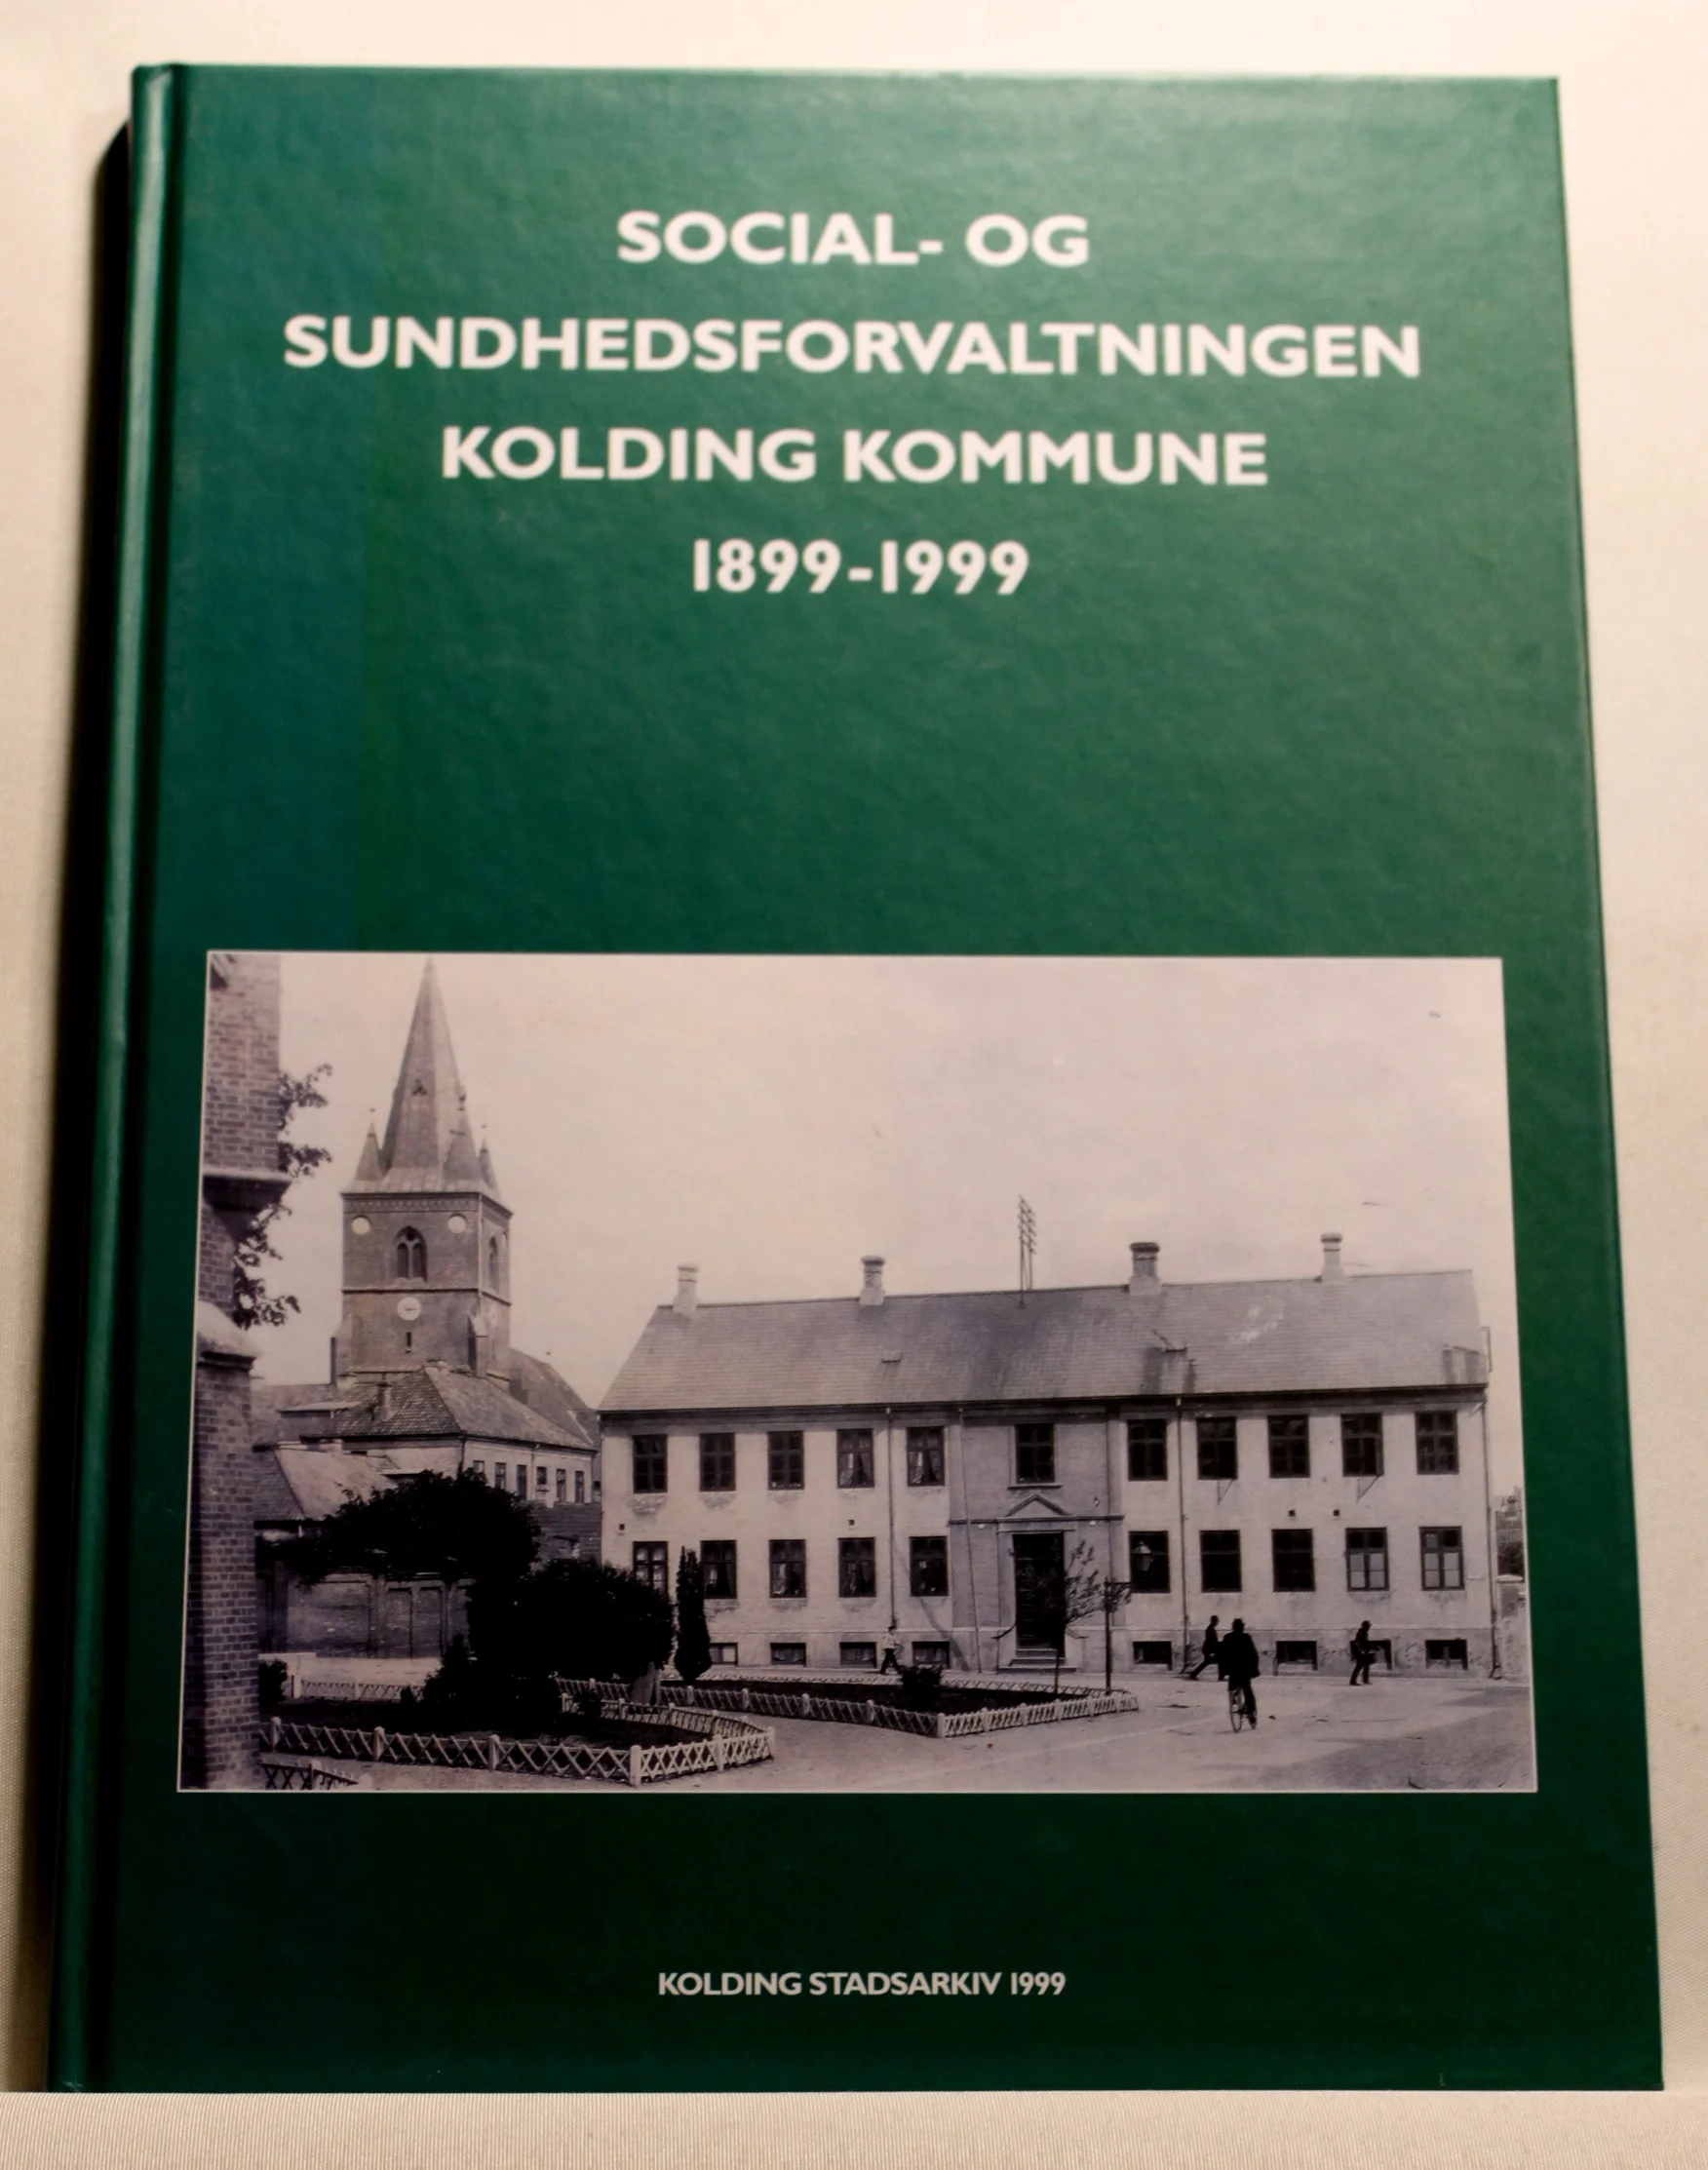 SOCIAL- OG
SUNDHEDSFORVALTNINGEN
KOLDING KOMMUNE
1899-1999
KOLDING STADSARKIV 1999